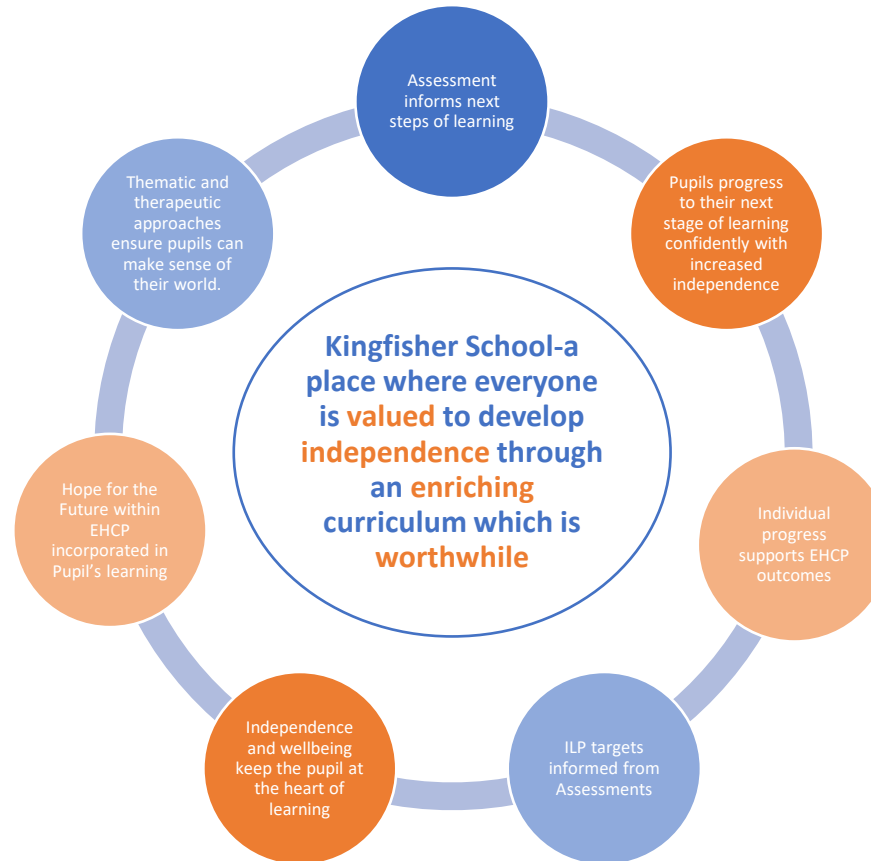 Assessment
informs next
steps of learning
Pupils progress
to their next
stage of learning
confidently with
increased
independence
Individual
progress
supports EHCP
outcomes
ILP targets
informed from
Assessments
Independence
and wellbeing
keep the pupil at
the heart of
learning
Hope for the
Future within
EHCP
incorporated in
Pupil's learning
Thematic and
therapeutic
approaches
ensure pupils can
make sense of
their world.
Kingfisher School-a
place where everyone
is valued to develop
independence through
an enriching
curriculum which is
worthwhile